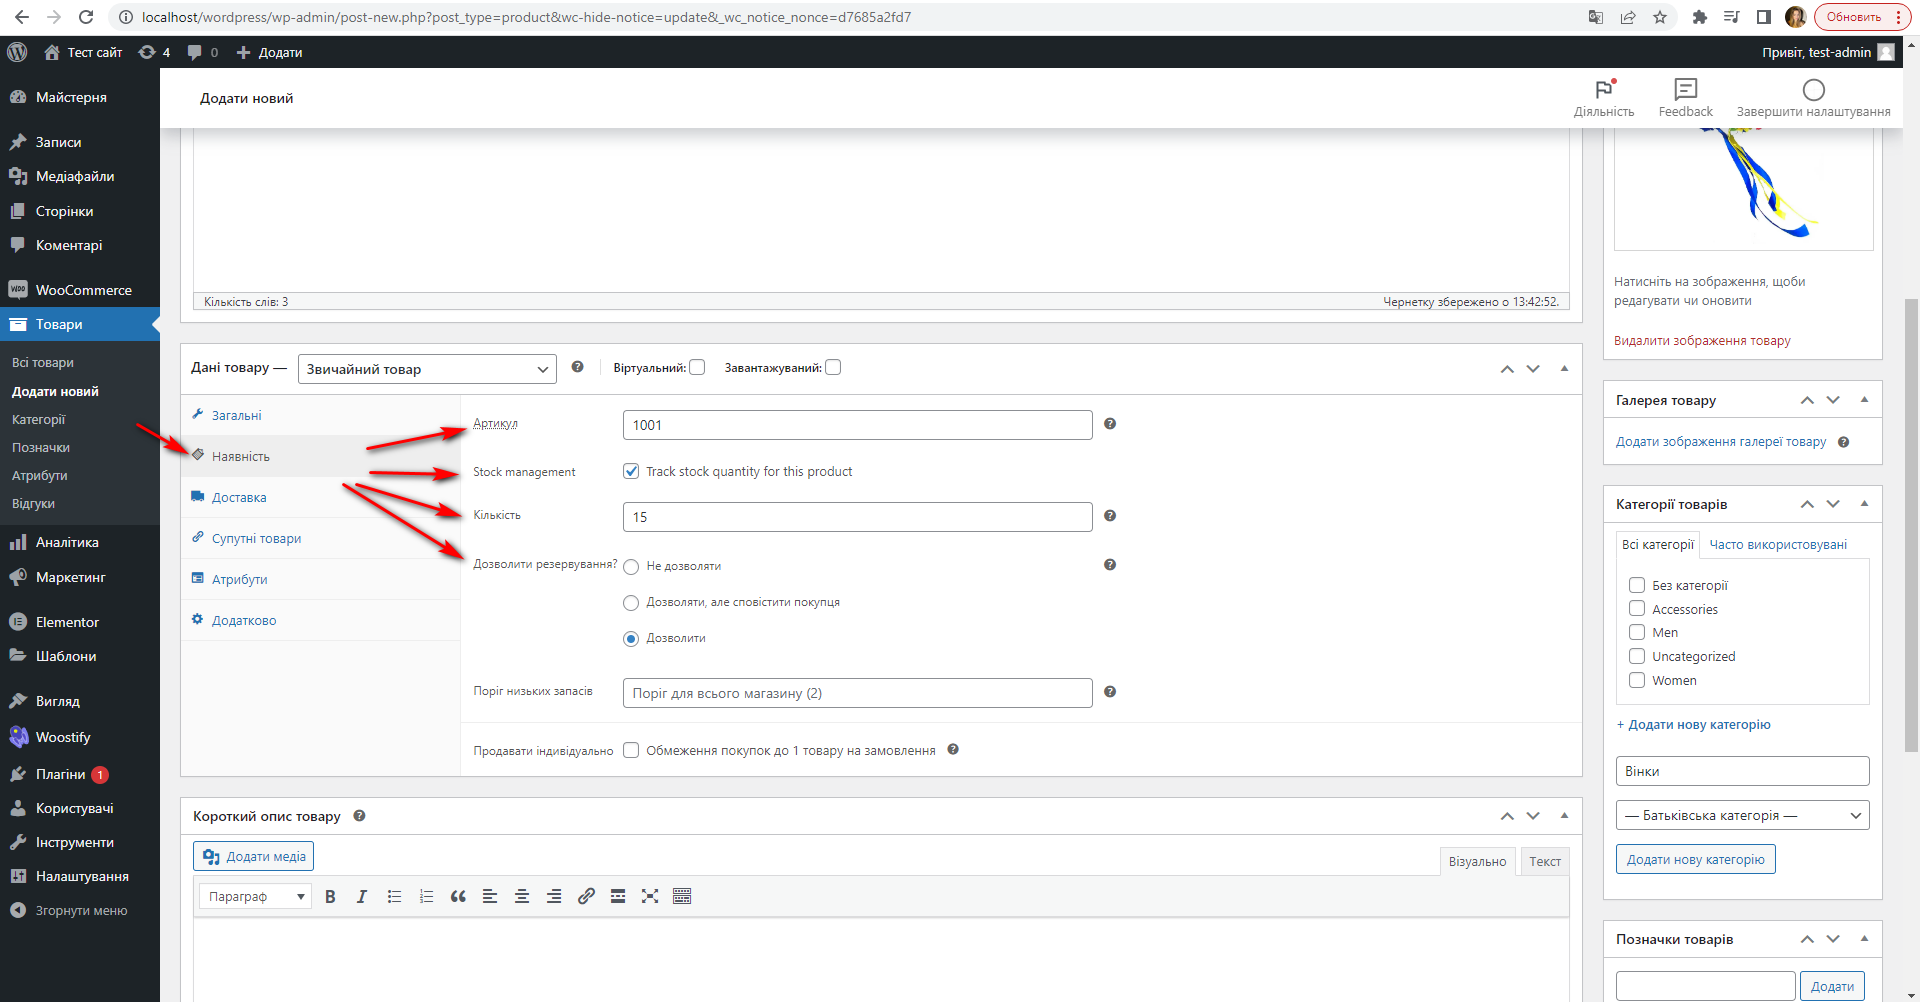 localhost/wordpress/wp-admin/post-new.php?post_type=product&wc-hide-notice=update&_wc_notice_nonce=d7685a2fd7
Обновить
Тест сайт
4
0
Додати
Привіт, test-admin
Майстерня
Записи
Медіафайли
Сторінки
Коментарі
WooCommerce
Товари
Всі товари
Додати новий
Категорії
Позначки
Атрибути
Відгуки
Аналітика
Маркетинг
Elementor
Шаблони
Вигляд
Woostify
Плагіни 1
Користувачі
Інструменти
Налаштування
Згорнути меню
Додати новий
Діяльність
Feedback
Завершити налаштування
Кількість слів: 3
Чернетку збережено о 13:42:52.
Дані товару —
Звичайний товар
Віртуальний:
Завантажуваний:
Загальні
Наявність
Доставка
Супутні товари
Атрибути
Додатково
Артикул
1001
Stock management
Track stock quantity for this product
Кількість
15
Дозволити резервування?
Не дозволяти
Дозволяти, але сповістити покупця
Дозволити
Поріг низьких запасів
Поріг для всього магазину (2)
Продавати індивідуально
Обмеження покупок до 1 товару на замовлення
Короткий опис товару
Додати медіа
Візуально
Текст
Параграф
Натисніть на зображення, щоби
редагувати чи оновити
Видалити зображення товару
Галерея товару
Додати зображення галереї товару
Категорії товарів
Всі категорії
Часто використовувані
Без категорії
Accessories
Men
Uncategorized
Women
+ Додати нову категорію
Вінки
— Батьківська категорія —
Додати нову категорію
Позначки товарів
Додати